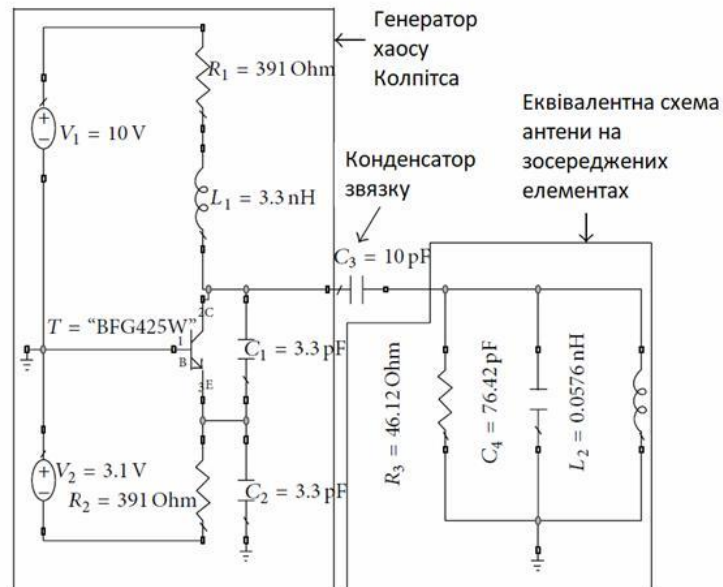 Генератор
хаосу
Колпітса
R₁ = 391 Ohm
Еквівалентна схема
антени на
зосереджених
елементах
V₁ = 10 V
Конденсатор
звязку
L₁ = 3.3 nH
C₃ = 10 pF
2C
T = “BFG425W”
1
B
C₁ = 3.3 pF
3E
R₃ = 46.12 Ohm
C₄ = 76.42 pF
L₂ = 0.0576 nH
V₂ = 3.1 V
R₂ = 391 Ohm
C₂ = 3.3 pF